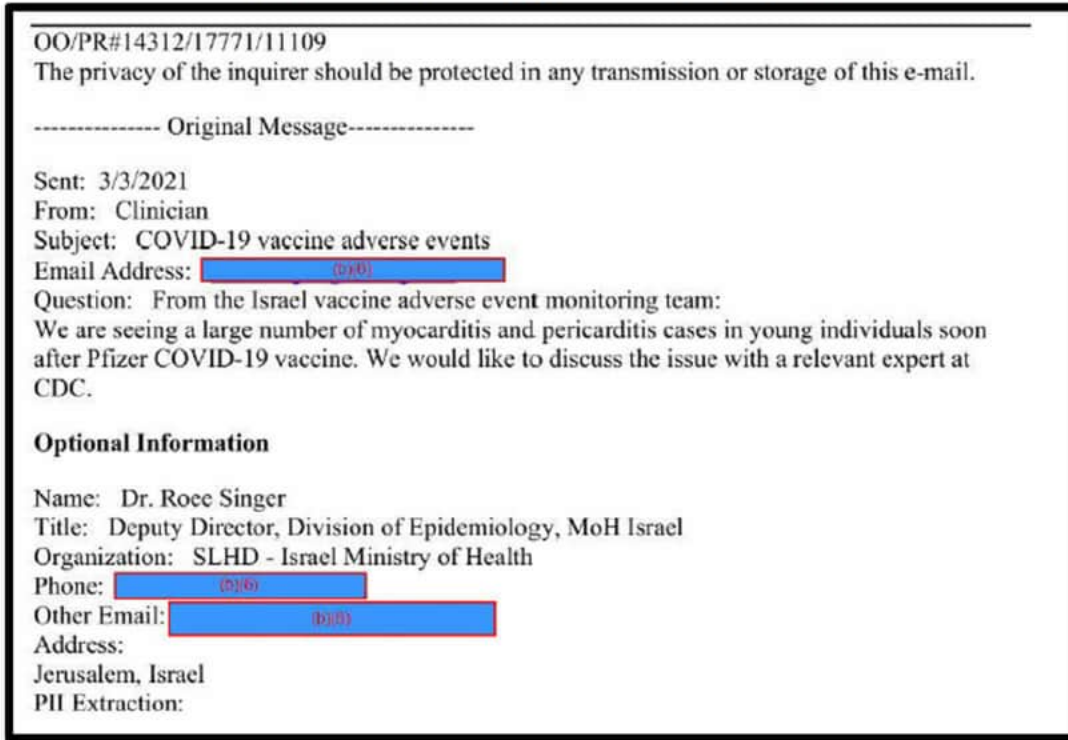 OO/PR#14312/17771/11109
The privacy of the inquirer should be protected in any transmission or storage of this e-mail.
--------------- Original Message---------------
Sent: 3/3/2021
From: Clinician
Subject: COVID-19 vaccine adverse events
Email Address: (b)(6)
Question: From the Israel vaccine adverse event monitoring team:
We are seeing a large number of myocarditis and pericarditis cases in young individuals soon
after Pfizer COVID-19 vaccine. We would like to discuss the issue with a relevant expert at
CDC.
Optional Information
Name: Dr. Roee Singer
Title: Deputy Director, Division of Epidemiology, MoH Israel
Organization: SLHD - Israel Ministry of Health
Phone: (b)(6)
Other Email: (b)(6)
Address:
Jerusalem, Israel
PII Extraction: